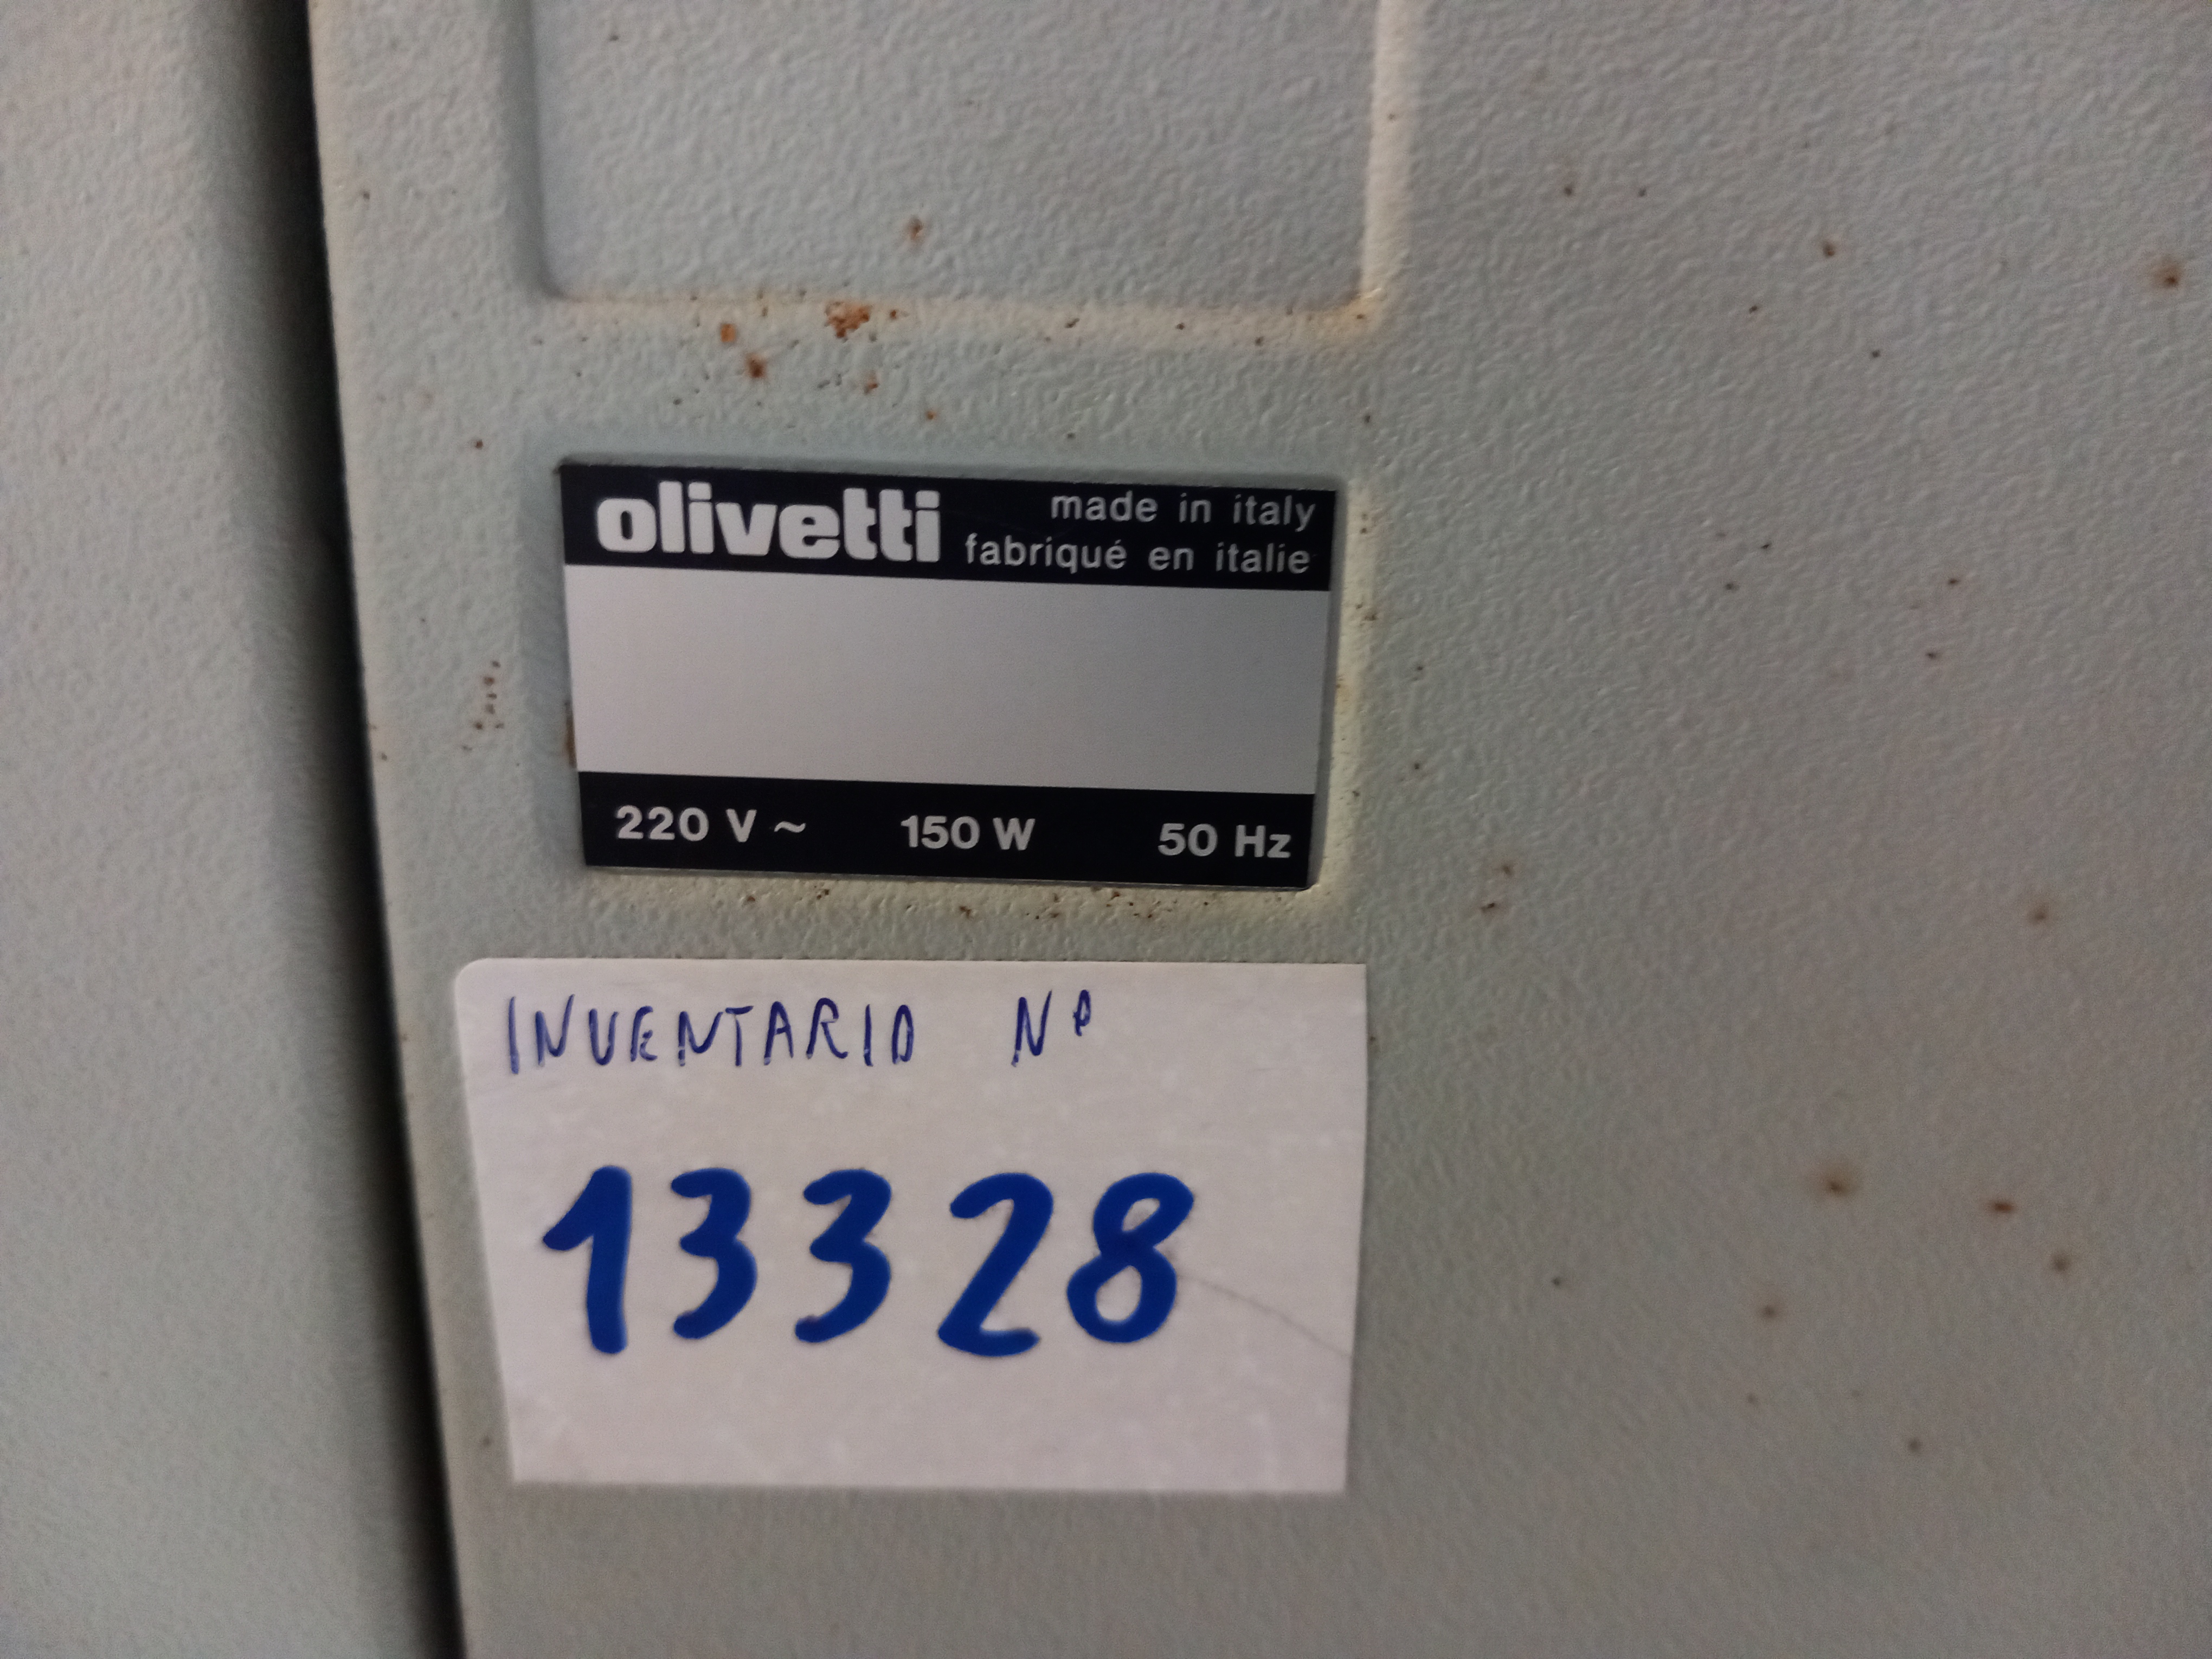 olivetti made in italy
fabriqué en italie
220 V ~ 150 W 50 Hz
INVENTARIO Nº
13328